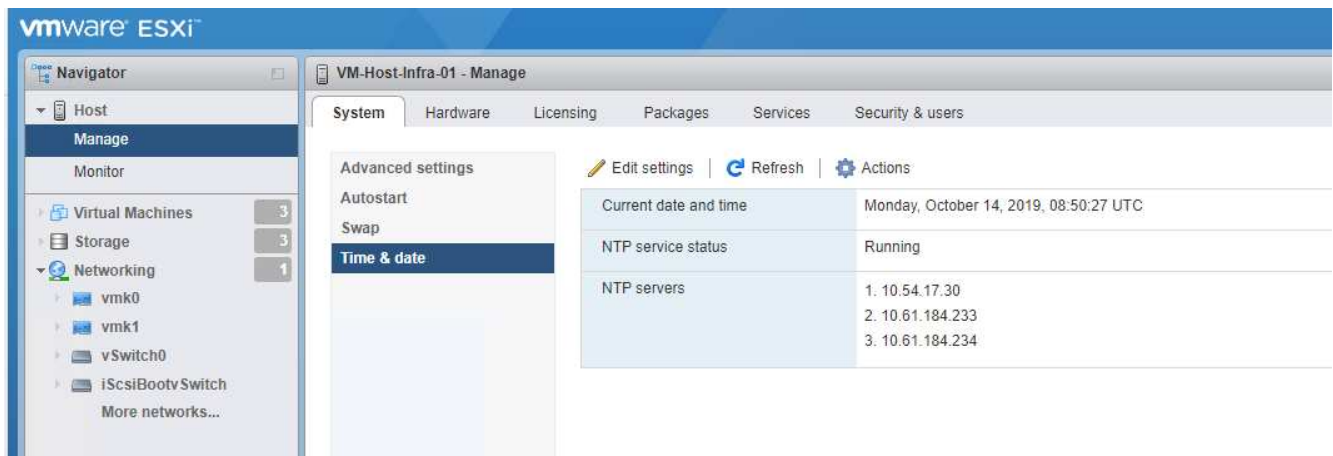 vmware ESXi™
Navigator
VM-Host-Infra-01 - Manage
Host
Manage
Monitor
Virtual Machines 3
Storage 3
Networking 1
vmk0
vmk1
vSwitch0
iScsiBootvSwitch
More networks...
System Hardware Licensing Packages Services Security & users
Advanced settings
Autostart
Swap
Time & date
Edit settings | Refresh | Actions
Current date and time Monday, October 14, 2019, 08:50:27 UTC
NTP service status Running
NTP servers 1. 10.54.17.30
2. 10.61.184.233
3. 10.61.184.234